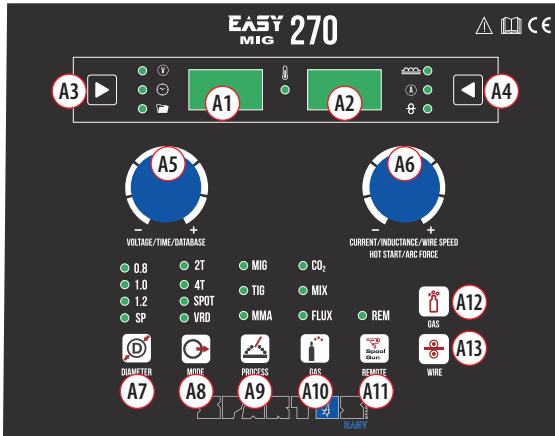 EASY MIG 270
CE
A3
V
A1
A2
A
A4
A5
A6
- +
VOLTAGE/TIME/DATABASE
- +
CURRENT/INDUCTANCE/WIRE SPEED
HOT START/ARC FORCE
0.8
1.0
1.2
SP
2T
4T
SPOT
VRD
MIG
TIG
MMA
CO₂
MIX
FLUX
REM
A12
GAS
D
Spool
Gun
A13
DIAMETER
MODE
PROCESS
GAS
REMOTE
WIRE
A7
A8
A9
A10
A11
EASY